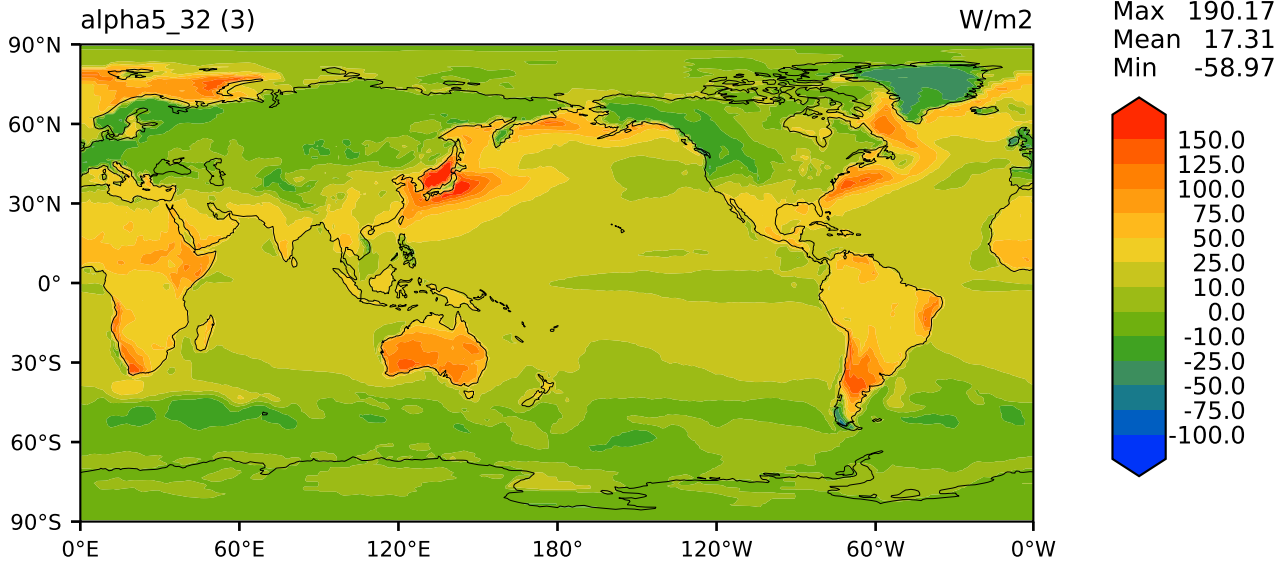 alpha5_32 (3)
W/m2
Max 190.17
Mean 17.31
Min -58.97
90°N
60°N
30°N
0°
30°S
60°S
90°S
0°E
60°E
120°E
180°
120°W
60°W
0°W
150.0
125.0
100.0
75.0
50.0
25.0
10.0
0.0
-10.0
-25.0
-50.0
-75.0
-100.0